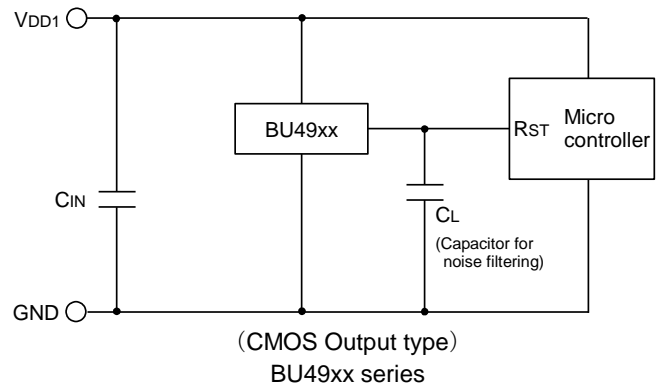 VDD1
BU49xx
RST
Micro
controller
CIN
CL
(Capacitor for
noise filtering)
GND
（CMOS Output type）
BU49xx series